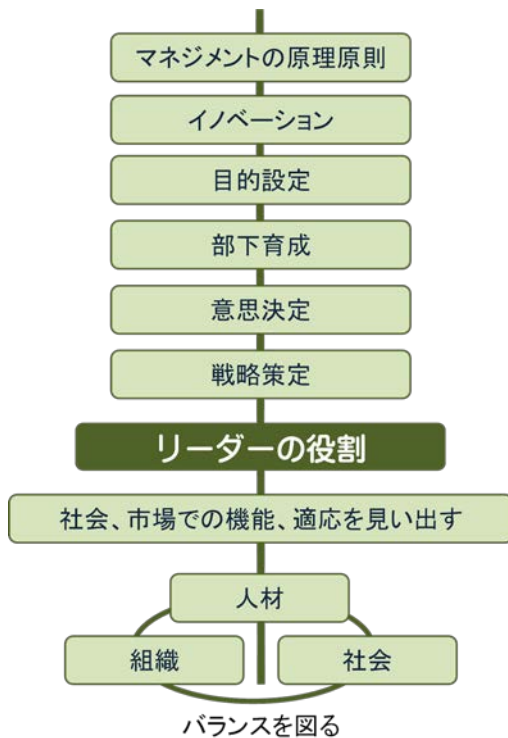 マネジメントの原理原則
イノベーション
目的設定
部下育成
意思決定
戦略策定
リーダーの役割
社会、市場での機能、適応を見い出す
人材
組織
社会
バランスを図る